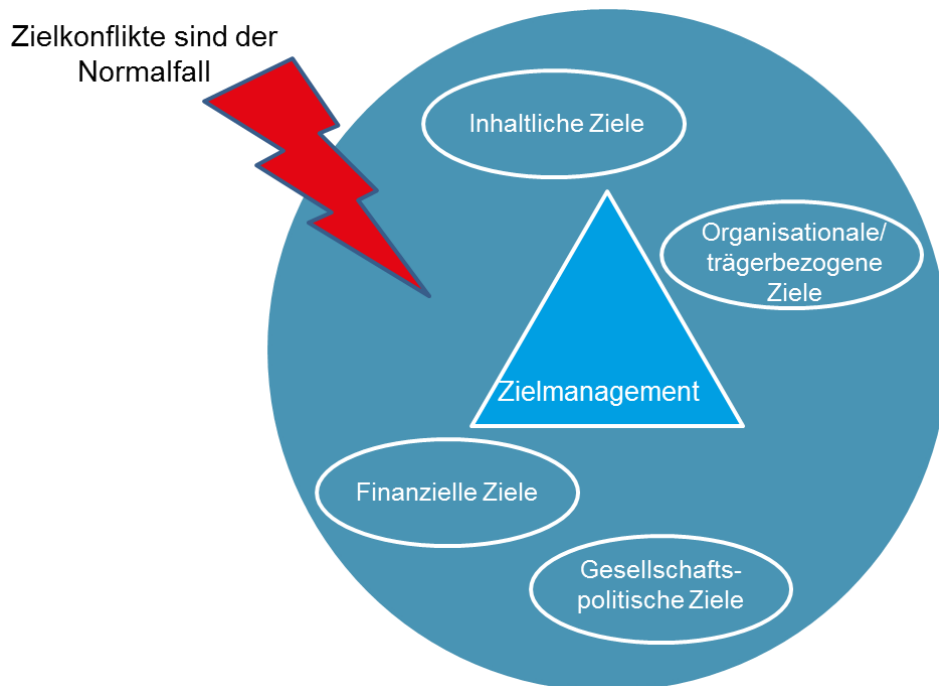 Zielkonflikte sind der
Normalfall
Inhaltliche Ziele
Organisationale/
trägerbezogene
Ziele
Zielmanagement
Finanzielle Ziele
Gesellschafts-
politische Ziele